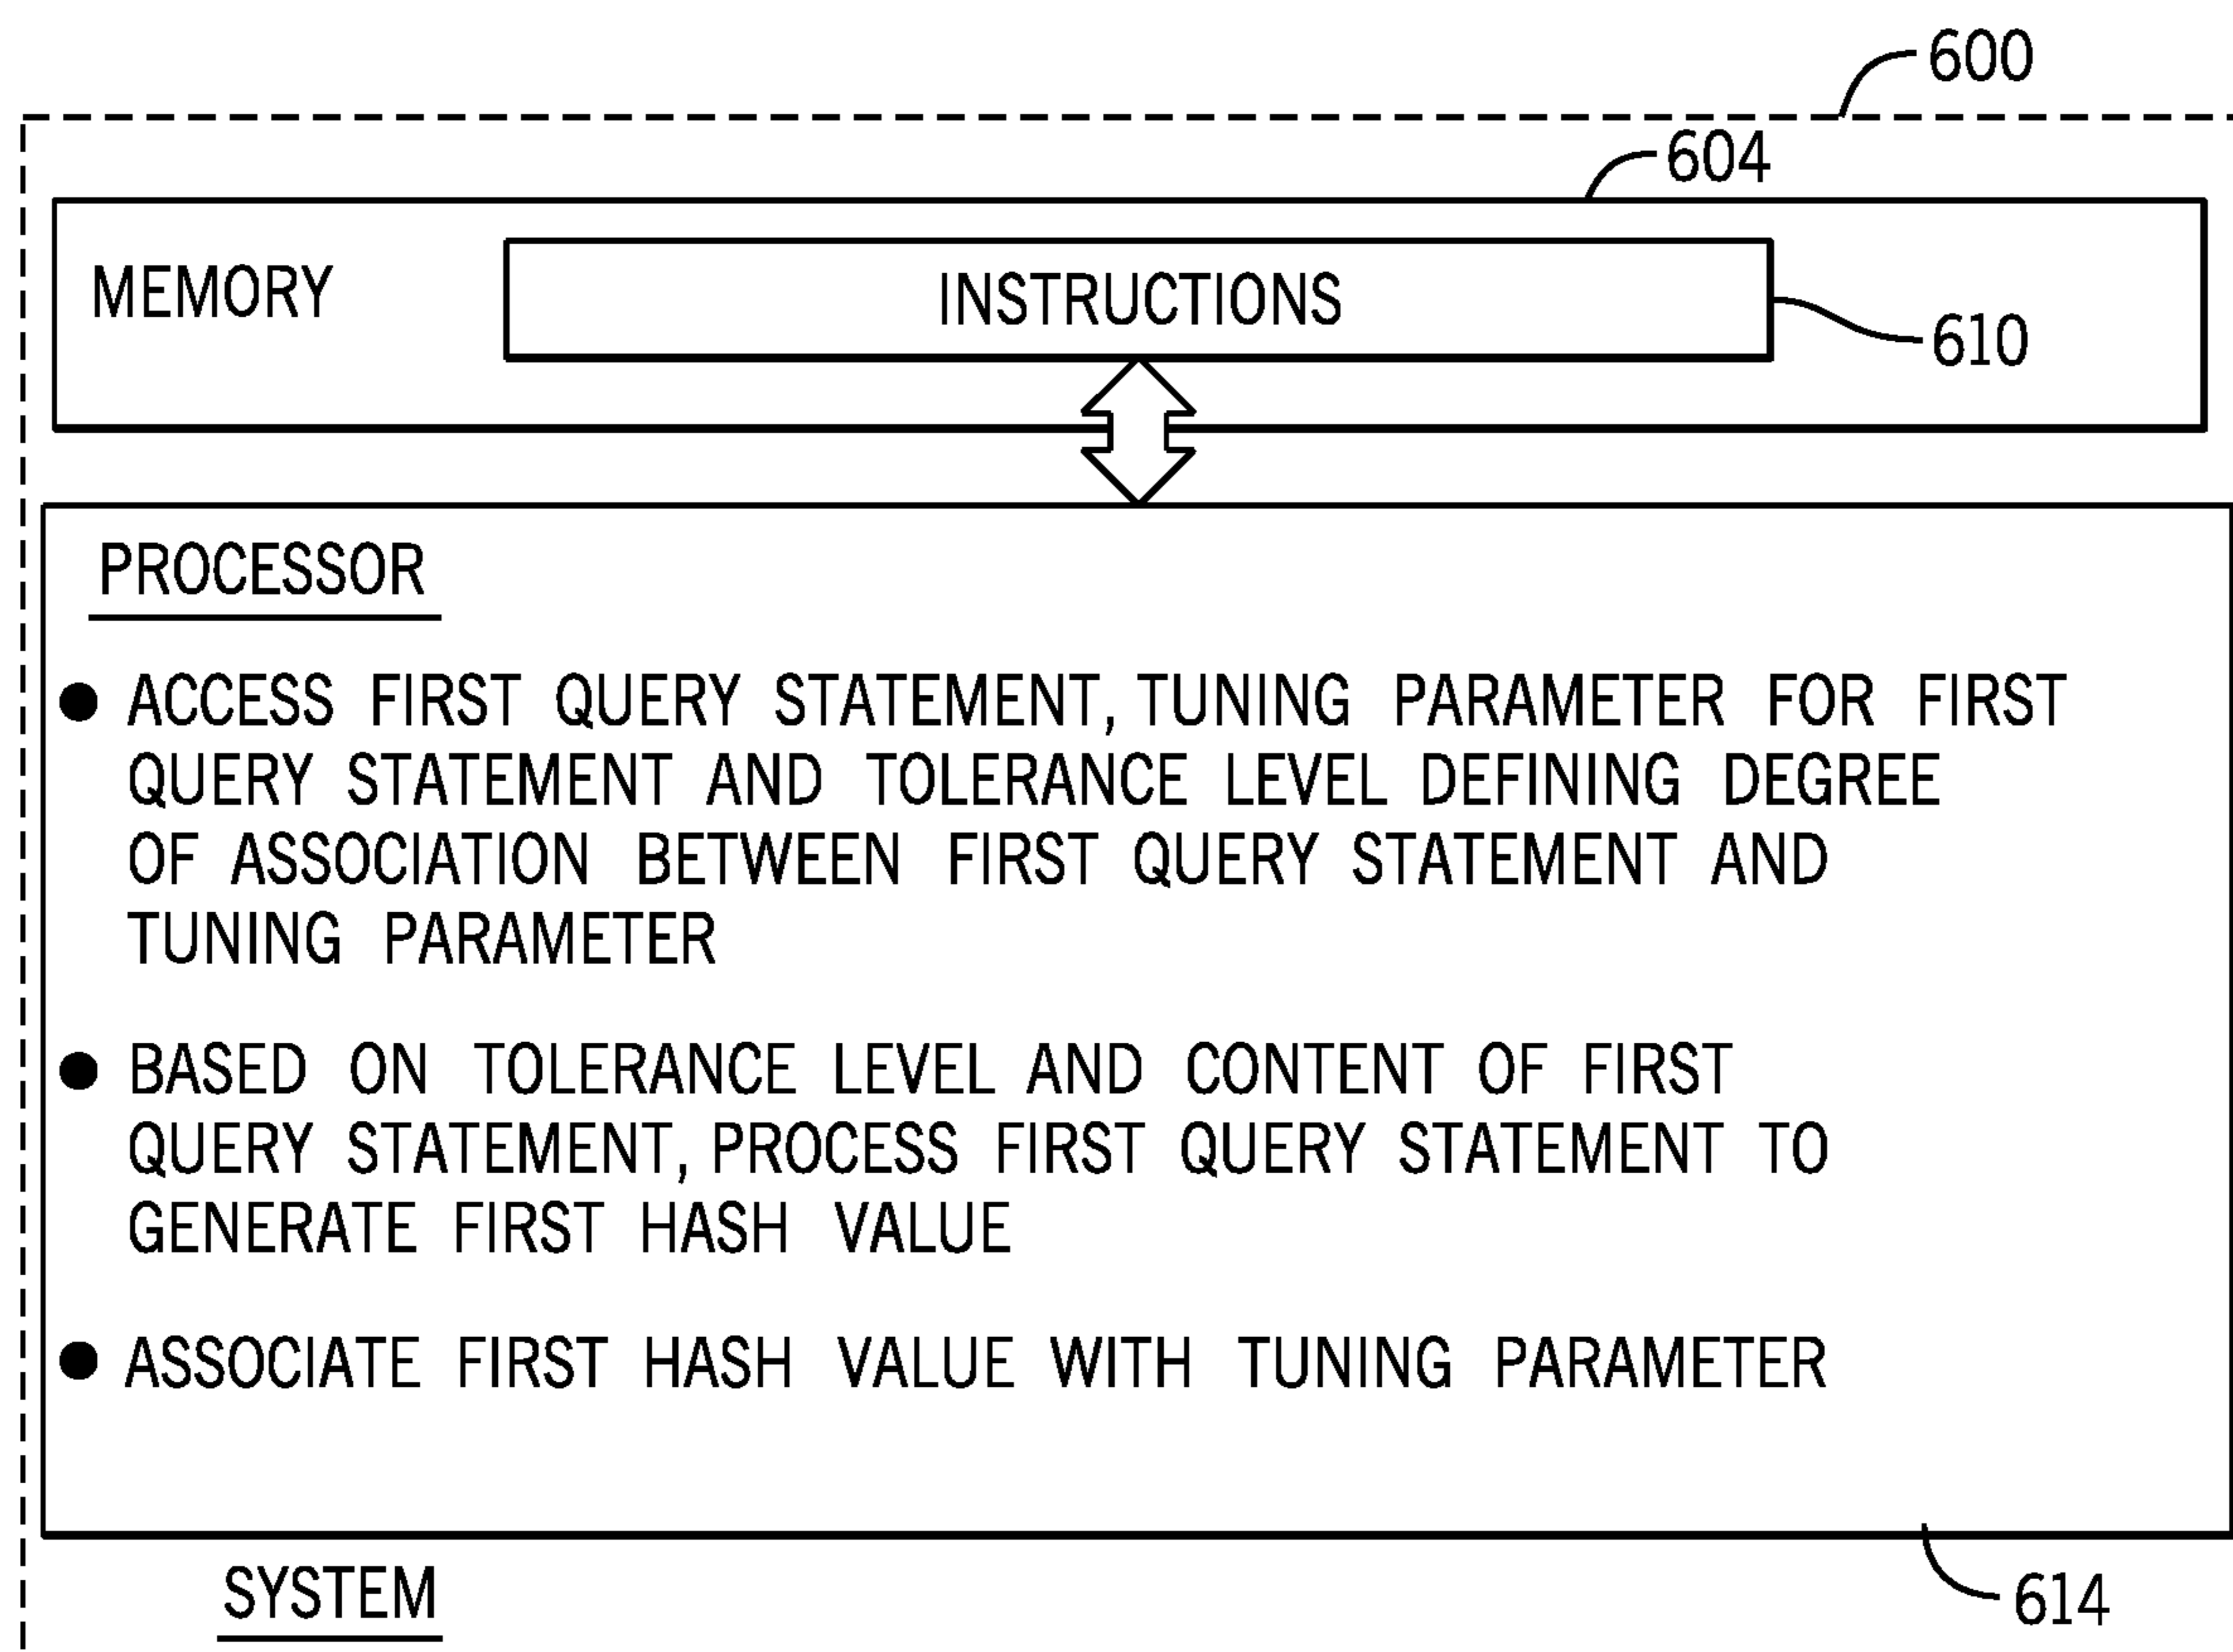 600
604
MEMORY
INSTRUCTIONS
610
PROCESSOR
● ACCESS FIRST QUERY STATEMENT, TUNING PARAMETER FOR FIRST
QUERY STATEMENT AND TOLERANCE LEVEL DEFINING DEGREE
OF ASSOCIATION BETWEEN FIRST QUERY STATEMENT AND
TUNING PARAMETER
● BASED ON TOLERANCE LEVEL AND CONTENT OF FIRST
QUERY STATEMENT, PROCESS FIRST QUERY STATEMENT TO
GENERATE FIRST HASH VALUE
● ASSOCIATE FIRST HASH VALUE WITH TUNING PARAMETER
SYSTEM
614